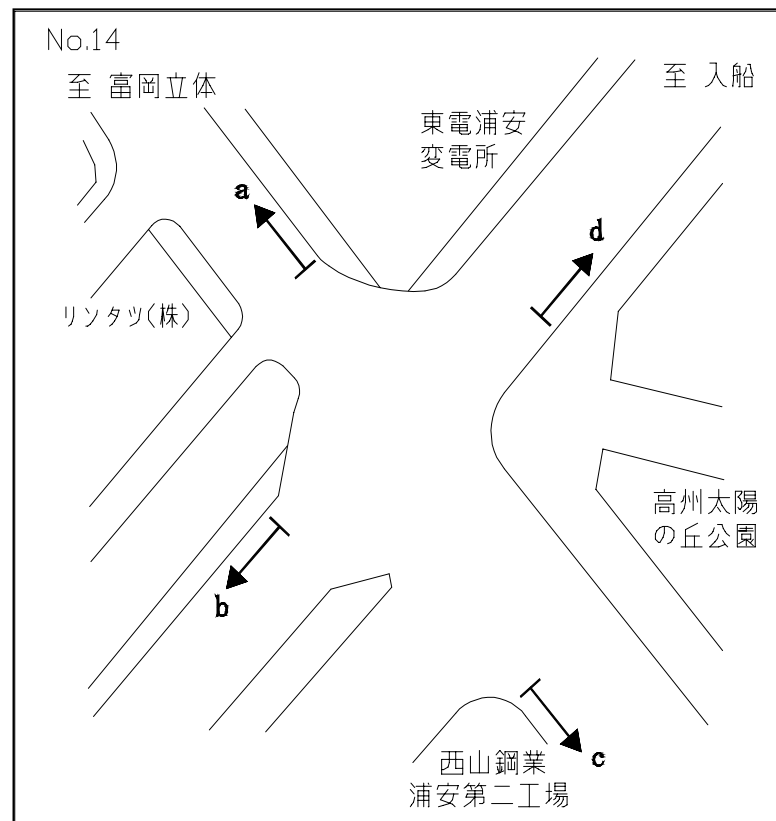 No.14
至 富岡立体
至 入船
東電浦安
変電所
a
d
リンタツ(株)
高州太陽
の丘公園
b
西山鋼業
浦安第二工場
c